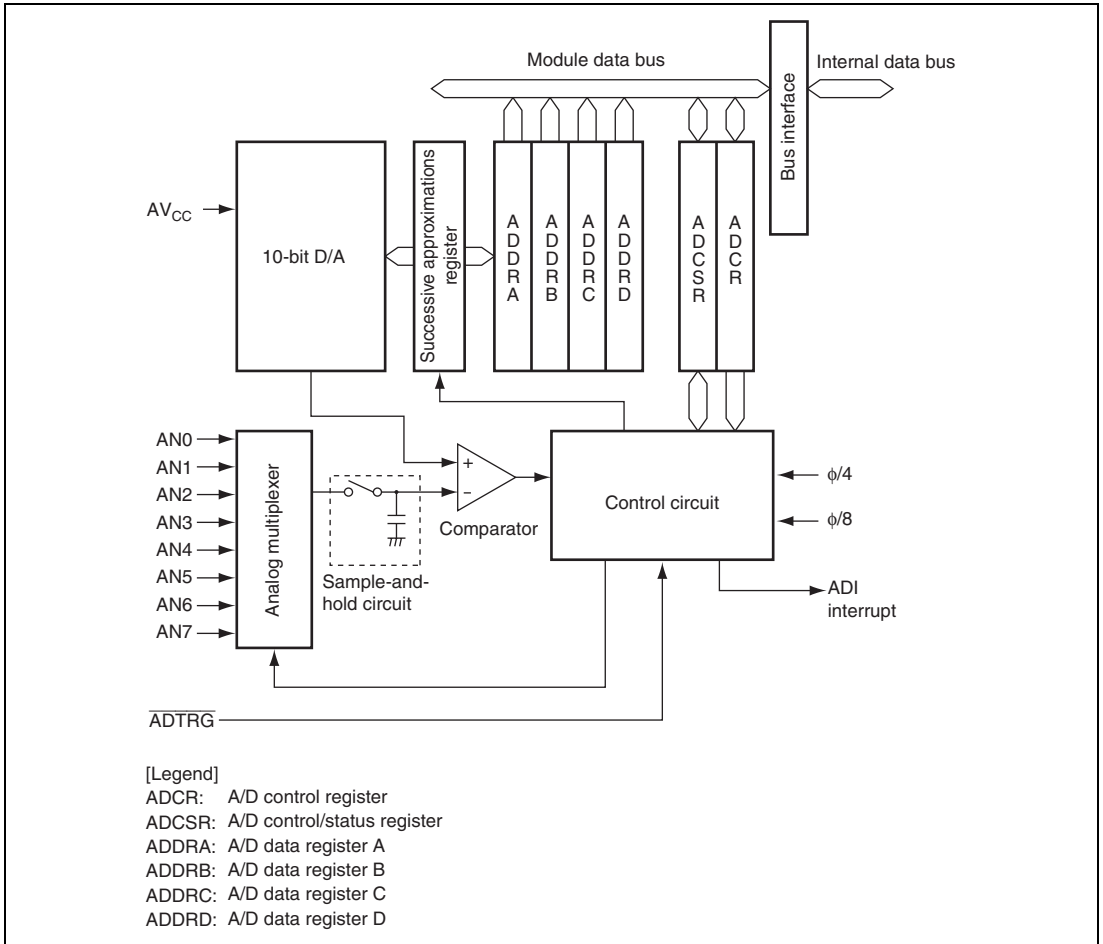 Module data bus
Internal data bus
Bus interface
AVCC
10-bit D/A
Successive approximations
register
ADDRA
ADDRB
ADDRC
ADDRD
ADCSR
ADCR
AN0
AN1
AN2
AN3
AN4
AN5
AN6
AN7
Analog multiplexer
Sample-and-
hold circuit
+
−
Comparator
Control circuit
ϕ/4
ϕ/8
ADI
interrupt
ADTRG
[Legend]
ADCR: A/D control register
ADCSR: A/D control/status register
ADDRA: A/D data register A
ADDRB: A/D data register B
ADDRC: A/D data register C
ADDRD: A/D data register D